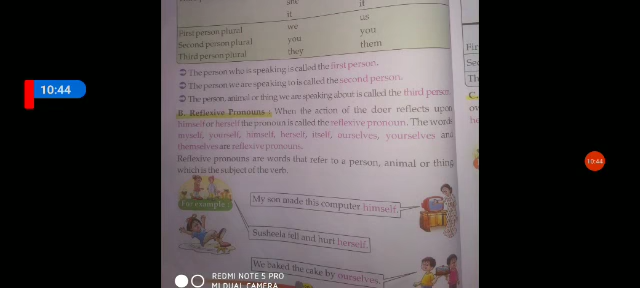 she it
it us
First person plural we you
Second person plural you them
Third person plural they
The person who is speaking is called the first person.
The person we are speaking to is called the second person.
The person, animal or thing we are speaking about is called the third person.
B. Reflexive Pronouns : When the action of the doer reflects upon
himself or herself the pronoun is called the reflexive pronoun. The words
myself, yourself, himself, herself, itself, ourselves, yourselves and
themselves are reflexive pronouns.
Reflexive pronouns are words that refer to a person, animal or thing
which is the subject of the verb.
For example :
My son made this computer himself.
Susheela fell and hurt herself.
We baked the cake by ourselves.
Fir
Sec
Th
C.
ov
he
10:44
10:44
REDMI NOTE 5 PRO
MI DUAL CAMERA